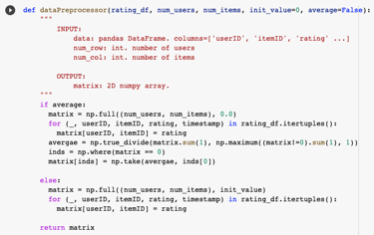 def dataPreprocessor(rating_df, num_users, num_items, init_value=0, average=False):
"""
INPUT:
data: pandas DataFrame. columns=['userID', 'itemID', 'rating' ...]
num_row: int. number of users
num_col: int. number of items
OUTPUT:
matrix: 2D numpy array.
"""
if average:
matrix = np.full((num_users, num_items), 0.0)
for (_, userID, itemID, rating, timestamp) in rating_df.itertuples():
matrix[userID, itemID] = rating
avergae = np.true_divide(matrix.sum(1), np.maximum((matrix!=0).sum(1), 1))
inds = np.where(matrix == 0)
matrix[inds] = np.take(avergae, inds[0])
else:
matrix = np.full((num_users, num_items), init_value)
for (_, userID, itemID, rating, timestamp) in rating_df.itertuples():
matrix[userID, itemID] = rating
return matrix